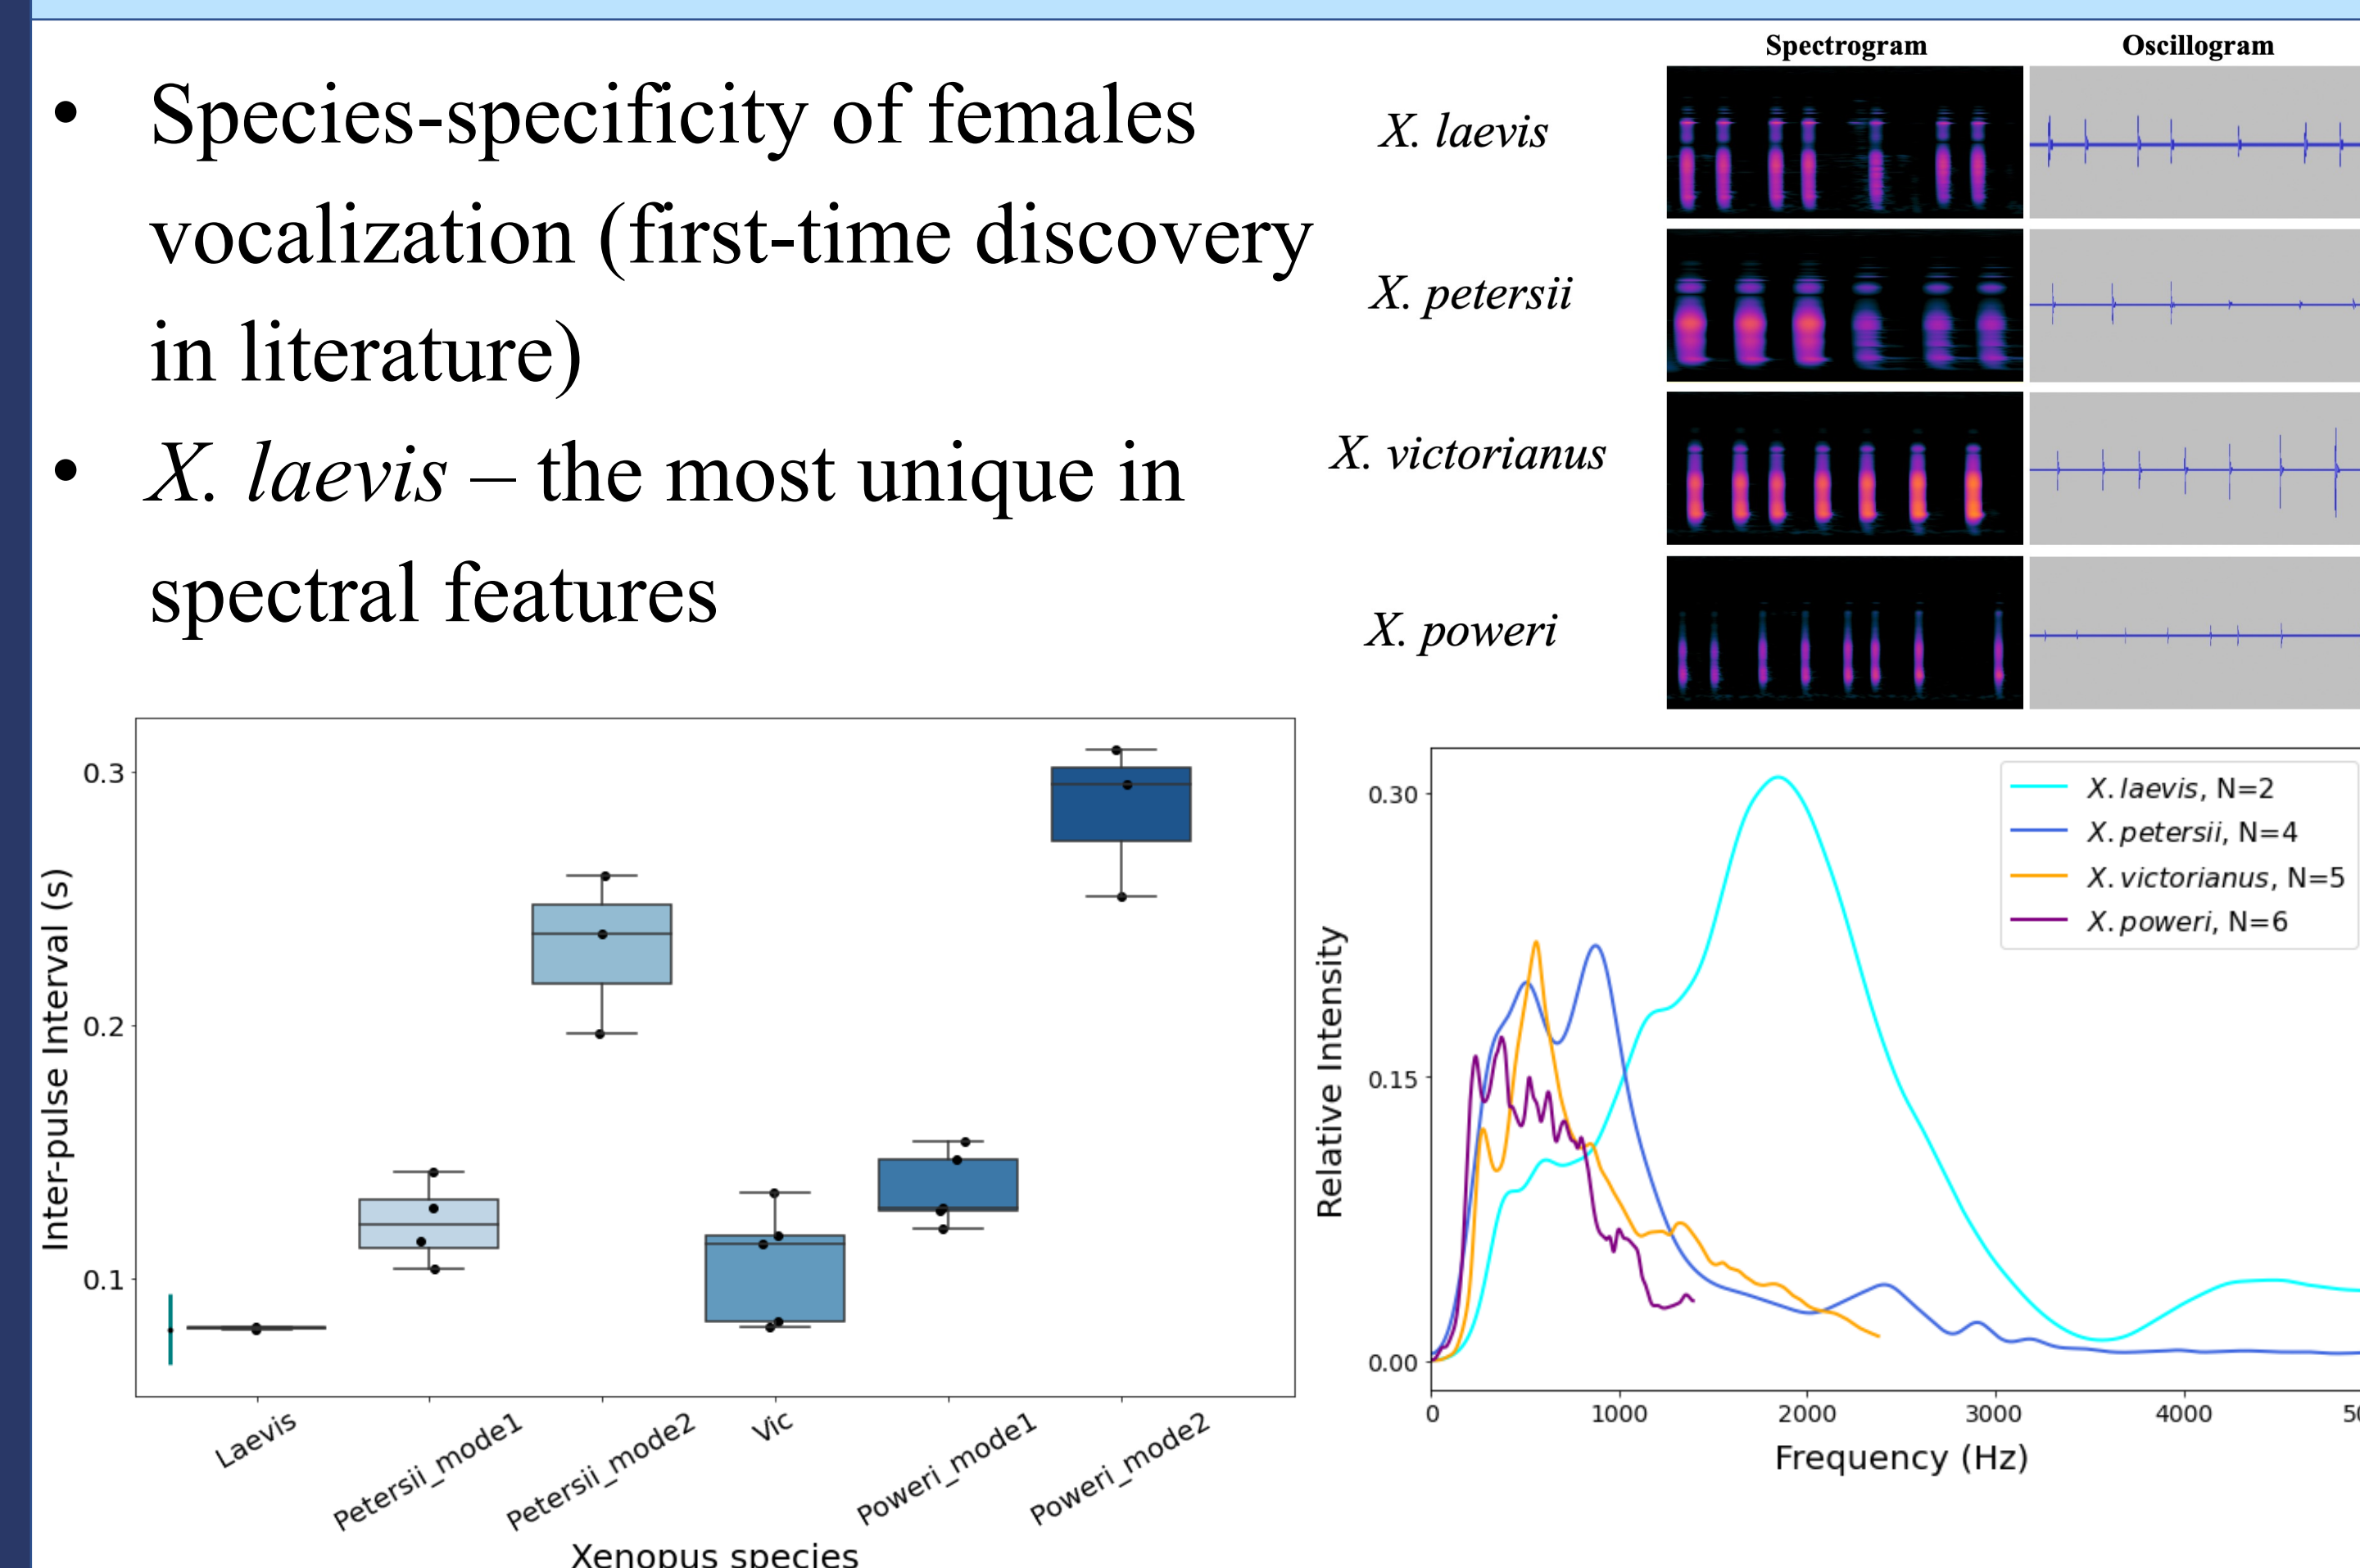 • Species-specificity of females
vocalization (first-time discovery
in literature)
• X. laevis – the most unique in
spectral features
Spectrogram Oscillogram
X. laevis
X. petersii
X. victorianus
X. poweri
Inter-pulse Interval (s)
0.3
0.2
0.1
Laevis
Petersii_mode1
Petersii_mode2
Vic
Poweri_mode1
Poweri_mode2
Xenopus species
Relative Intensity
0.30
0.15
0.00
X. laevis, N=2
X. petersii, N=4
X. victorianus, N=5
X. poweri, N=6
0 1000 2000 3000 4000
Frequency (Hz)